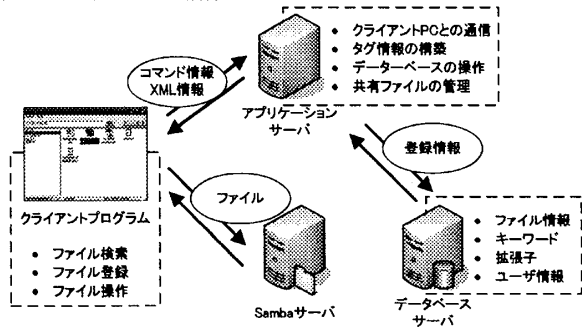 • クライアントPCとの通信
• タグ情報の構築
• データーベースの操作
• 共有ファイルの管理
コマンド情報
XML情報
アプリケーション
サーバ
登録情報
ファイル
クライアントプログラム
• ファイル検索
• ファイル登録
• ファイル操作
Sambaサーバ
• ファイル情報
• キーワード
• 拡張子
• ユーザ情報
データベース
サーバ